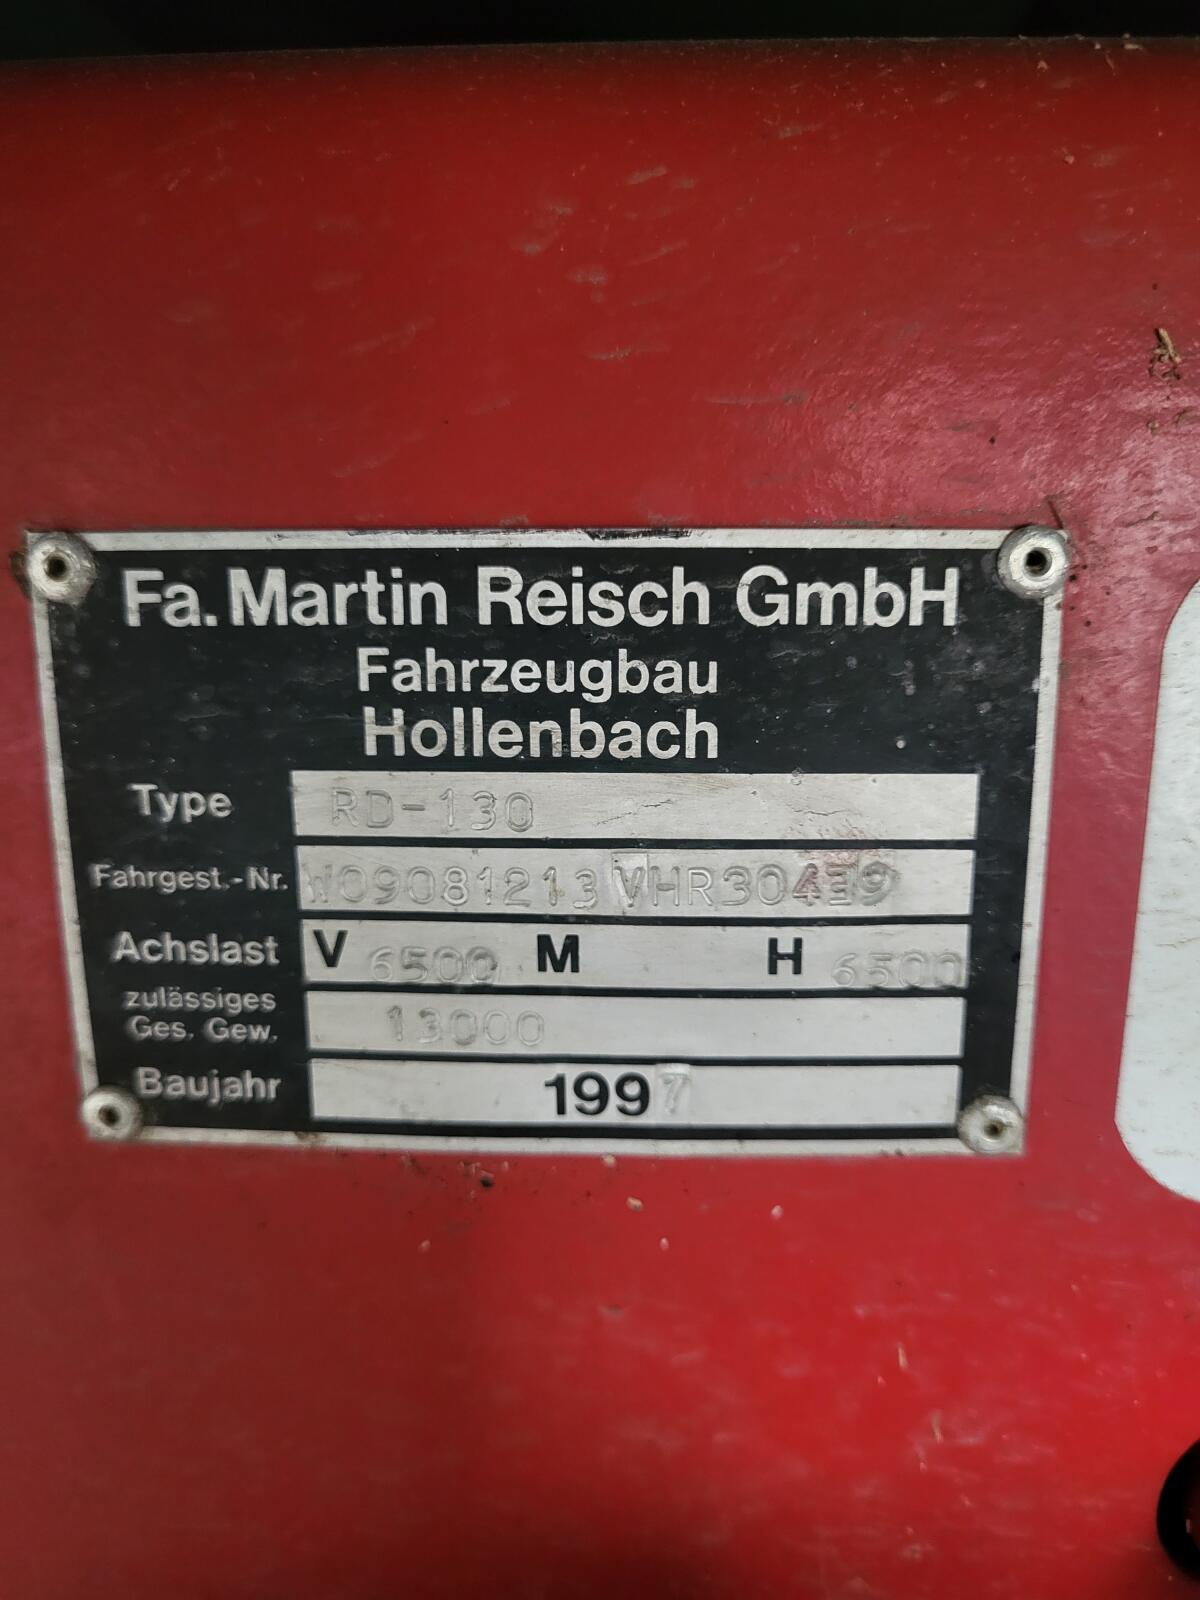 Fa. Martin Reisch GmbH
Fahrzeugbau
Hollenbach
Type RD-130
Fahrgest.-Nr.
Achslast V 6500 M H 6500
zulässiges
Ges. Gew. 13000
Baujahr 1997